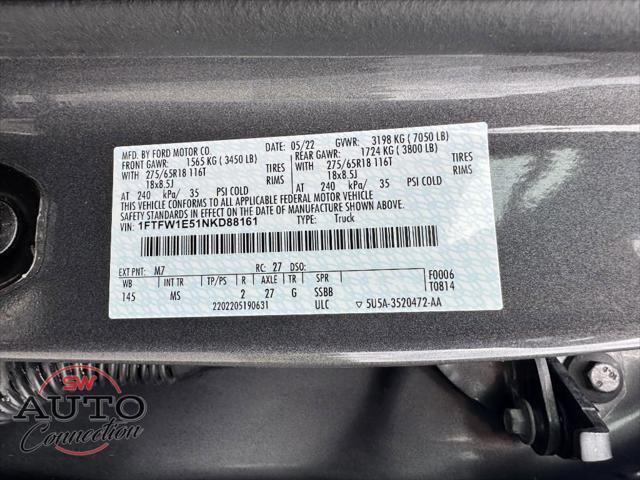 MFD. BY FORD MOTOR CO. 05/22 GVWR: 3198 KG ( 7050 LB)
FRONT GAWR: 1565 KG ( 3450 LB) REAR GAWR: 1724 KG ( 3800 LB)
WITH TIRES WITH TIRES
275/65R18 116T 275/65R18 116T
18x8.5J RIMS 18x8.5J RIMS
AT 240 kPa/ 35 PSI COLD AT 240 kPa/ 35 PSI COLD
THIS VEHICLE CONFORMS TO ALL APPLICABLE FEDERAL MOTOR VEHICLE
SAFETY STANDARDS IN EFFECT ON THE DATE OF MANUFACTURE SHOWN ABOVE.
VIN: 1FTFW1E51NKD88161 TYPE: Truck
EXT PNT: M7 RC: 27 DSO:
WB INT TR TP/PS R AXLE TR SPR F0006
145 MS 2 27 G SSBB T0814
2202205190631 ULC ▽ 5U5A-3520472-AA
SW
AUTO
Connection